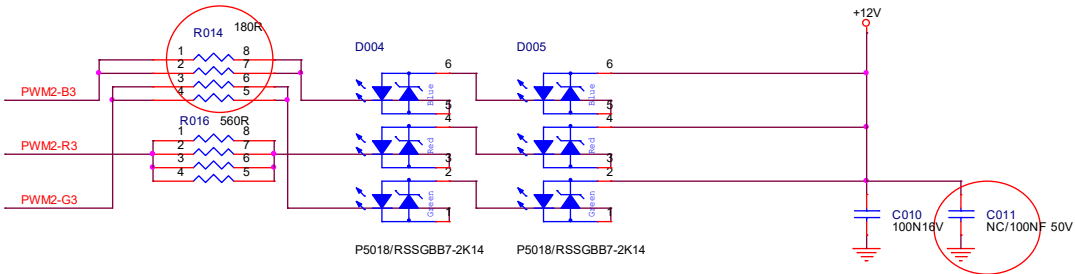 +12V
R014 180R
D004
D005
1 8
2 7
3 6
4 5
PWM2-B3
R016 560R
1 8
2 7
3 6
4 5
PWM2-R3
PWM2-G3
6
Blue
5
4
Red
3
2
Green
1
6
Blue
5
4
Red
3
2
Green
1
P5018/RSSGBB7-2K14
P5018/RSSGBB7-2K14
C010
100N16V
C011
NC/100NF 50V